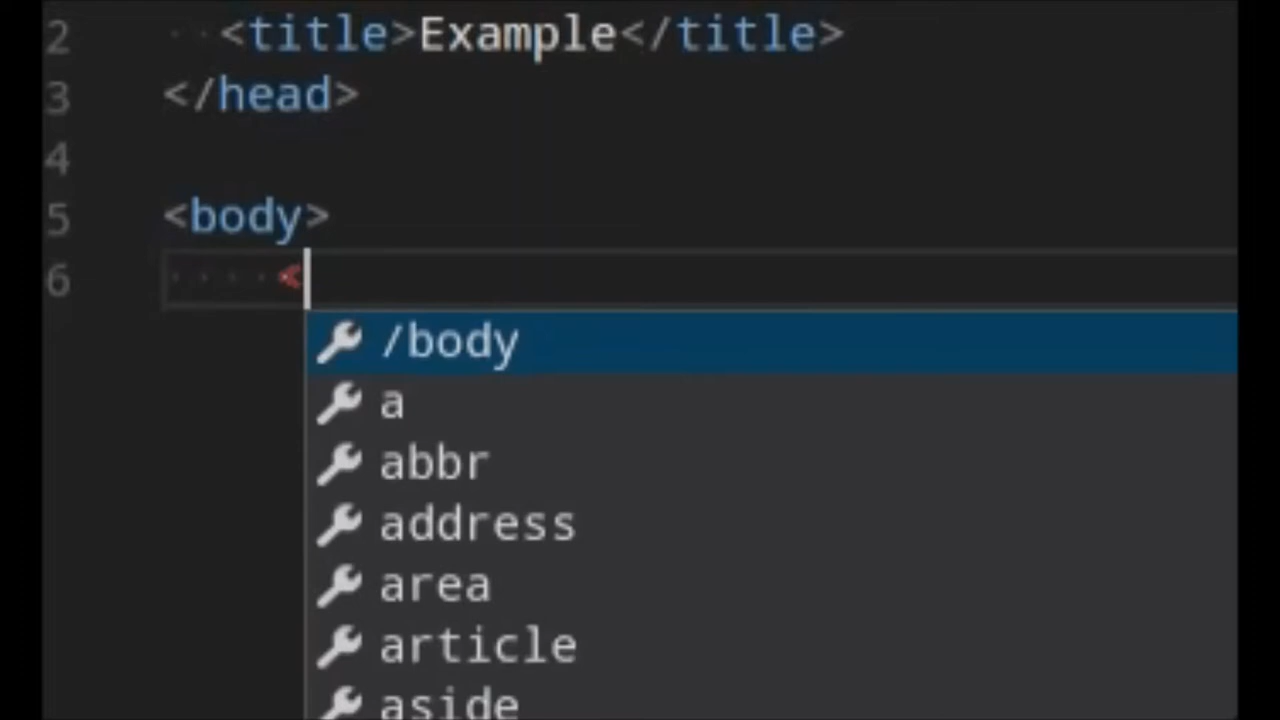 2 <title>Example</title>
3 </head>
4
5 <body>
6 <
/body
a
abbr
address
area
article
aside